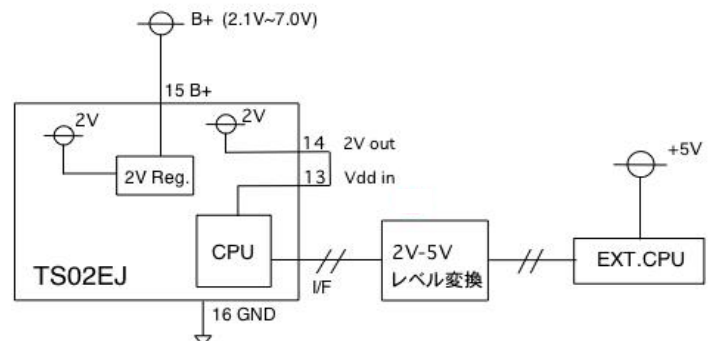 B+ (2.1V~7.0V)
15 B+
2V
2V
14 2V out
13 Vdd in
2V Reg.
+5V
CPU
2V-5V
レベル変換
EXT.CPU
TS02EJ
I/F
16 GND